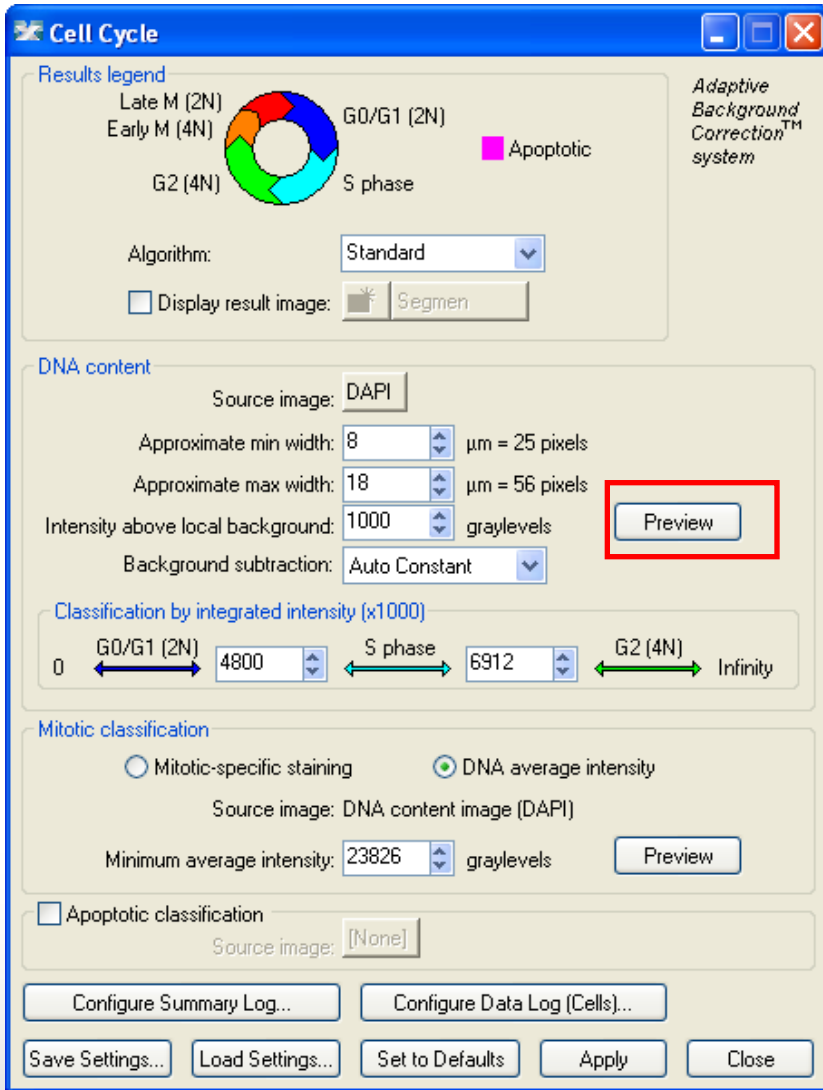 Cell Cycle
Results legend
Late M (2N)
Early M (4N)
G2 (4N)
G0/G1 (2N)
S phase
Apoptotic
Adaptive
Background
Correction™
system
Algorithm: Standard
Display result image: Segmen
DNA content
Source image: DAPI
Approximate min width: 8 µm = 25 pixels
Approximate max width: 18 µm = 56 pixels
Intensity above local background: 1000 graylevels Preview
Background subtraction: Auto Constant
Classification by integrated intensity (x1000)
0 G0/G1 (2N) 4800 S phase 6912 G2 (4N) Infinity
Mitotic classification
Mitotic-specific staining DNA average intensity
Source image: DNA content image (DAPI)
Minimum average intensity: 23826 graylevels Preview
Apoptotic classification
Source image: [None]
Configure Summary Log... Configure Data Log (Cells)...
Save Settings... Load Settings... Set to Defaults Apply Close